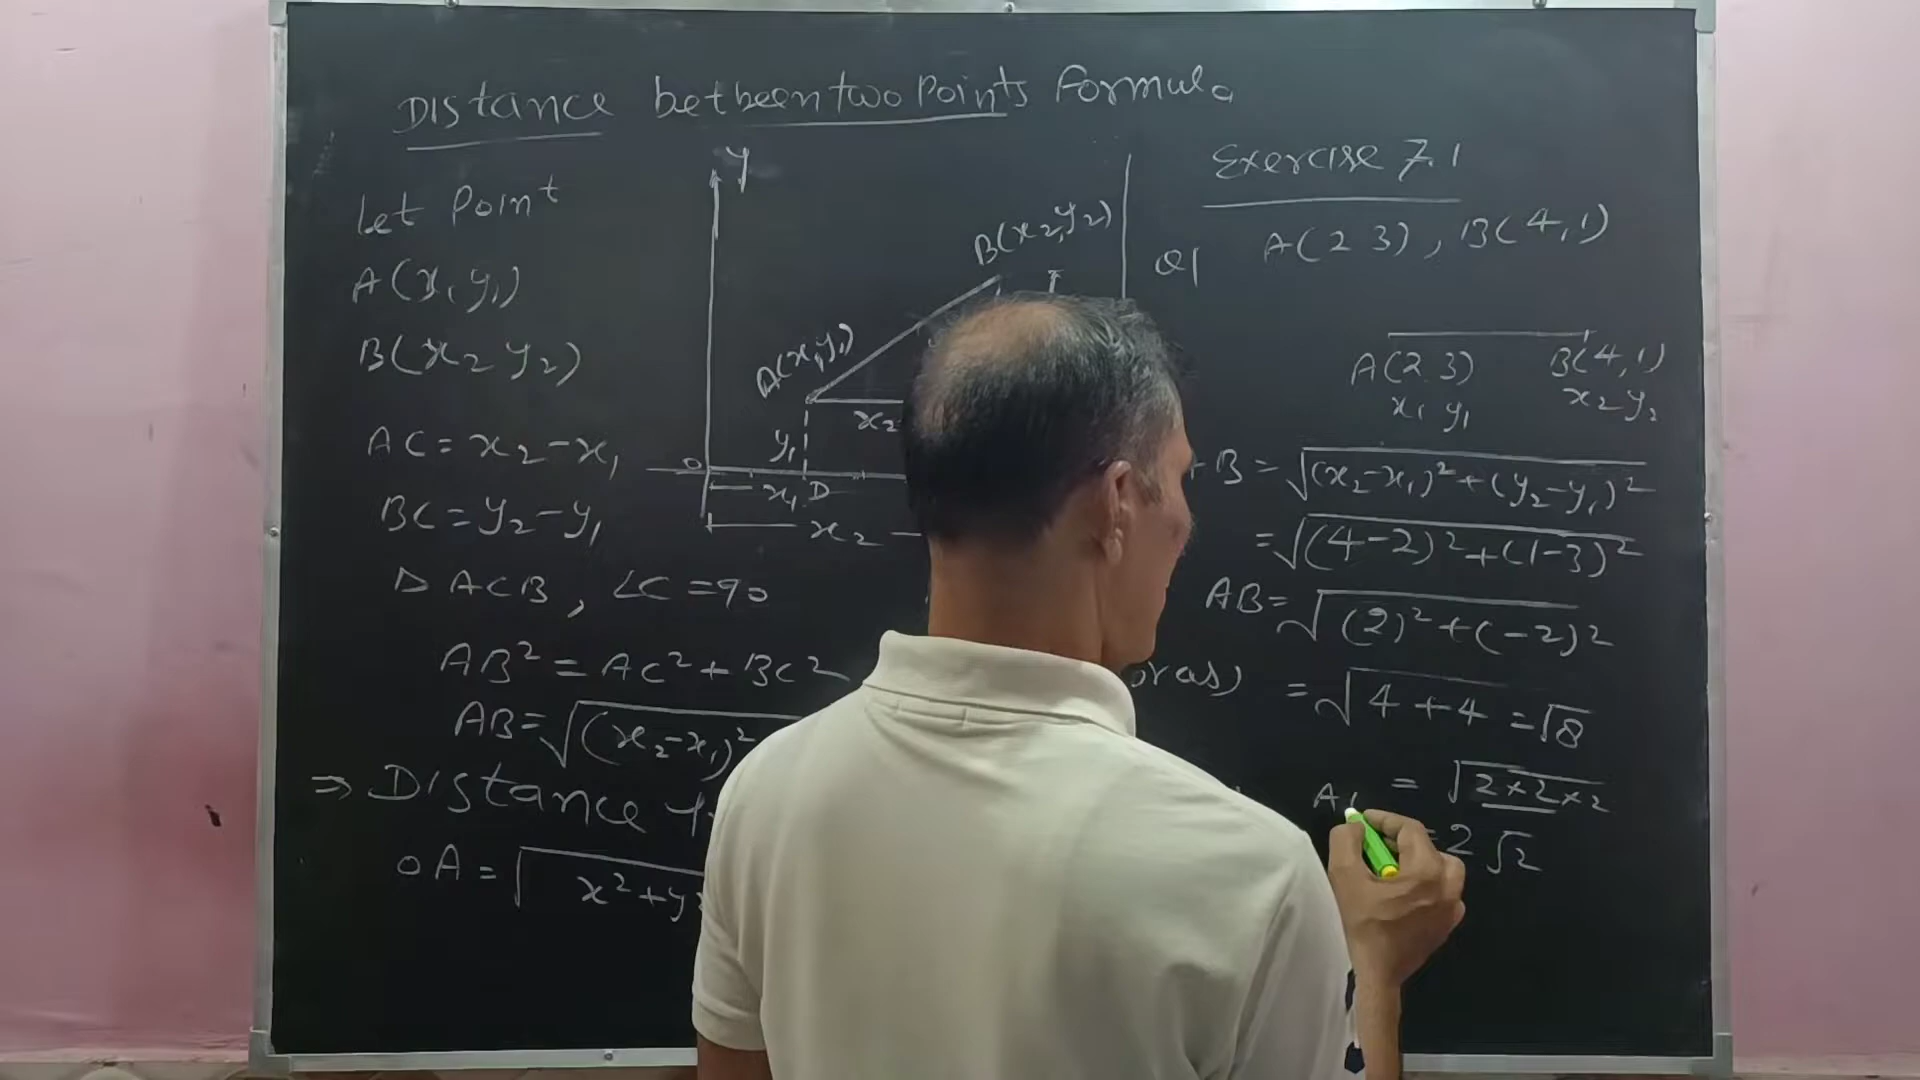 Distance between two Points Formula
Let Point
A(x₁ y₁)
B(x₂ y₂)
AC = x₂-x₁
BC = y₂-y₁
Δ ACB, ∠C = 90
AB² = AC² + BC²
AB = √(x₂-x₁)²
⇒ Distance
OA = √x²+y²
y
B(x₂,y₂)
A(x₁,y₁)
x₂
y₁
O
x₁ D
x₂ -
oras)
Exercise 7.1
Q1 A(2 3), B(4,1)
A(2 3) B(4,1)
x₁ y₁ x₂ y₂
B = √(x₂-x₁)²+(y₂-y₁)²
= √(4-2)²+(1-3)²
AB = √(2)²+(-2)²
= √4+4 = √8
= √2×2×2
A = 2√2